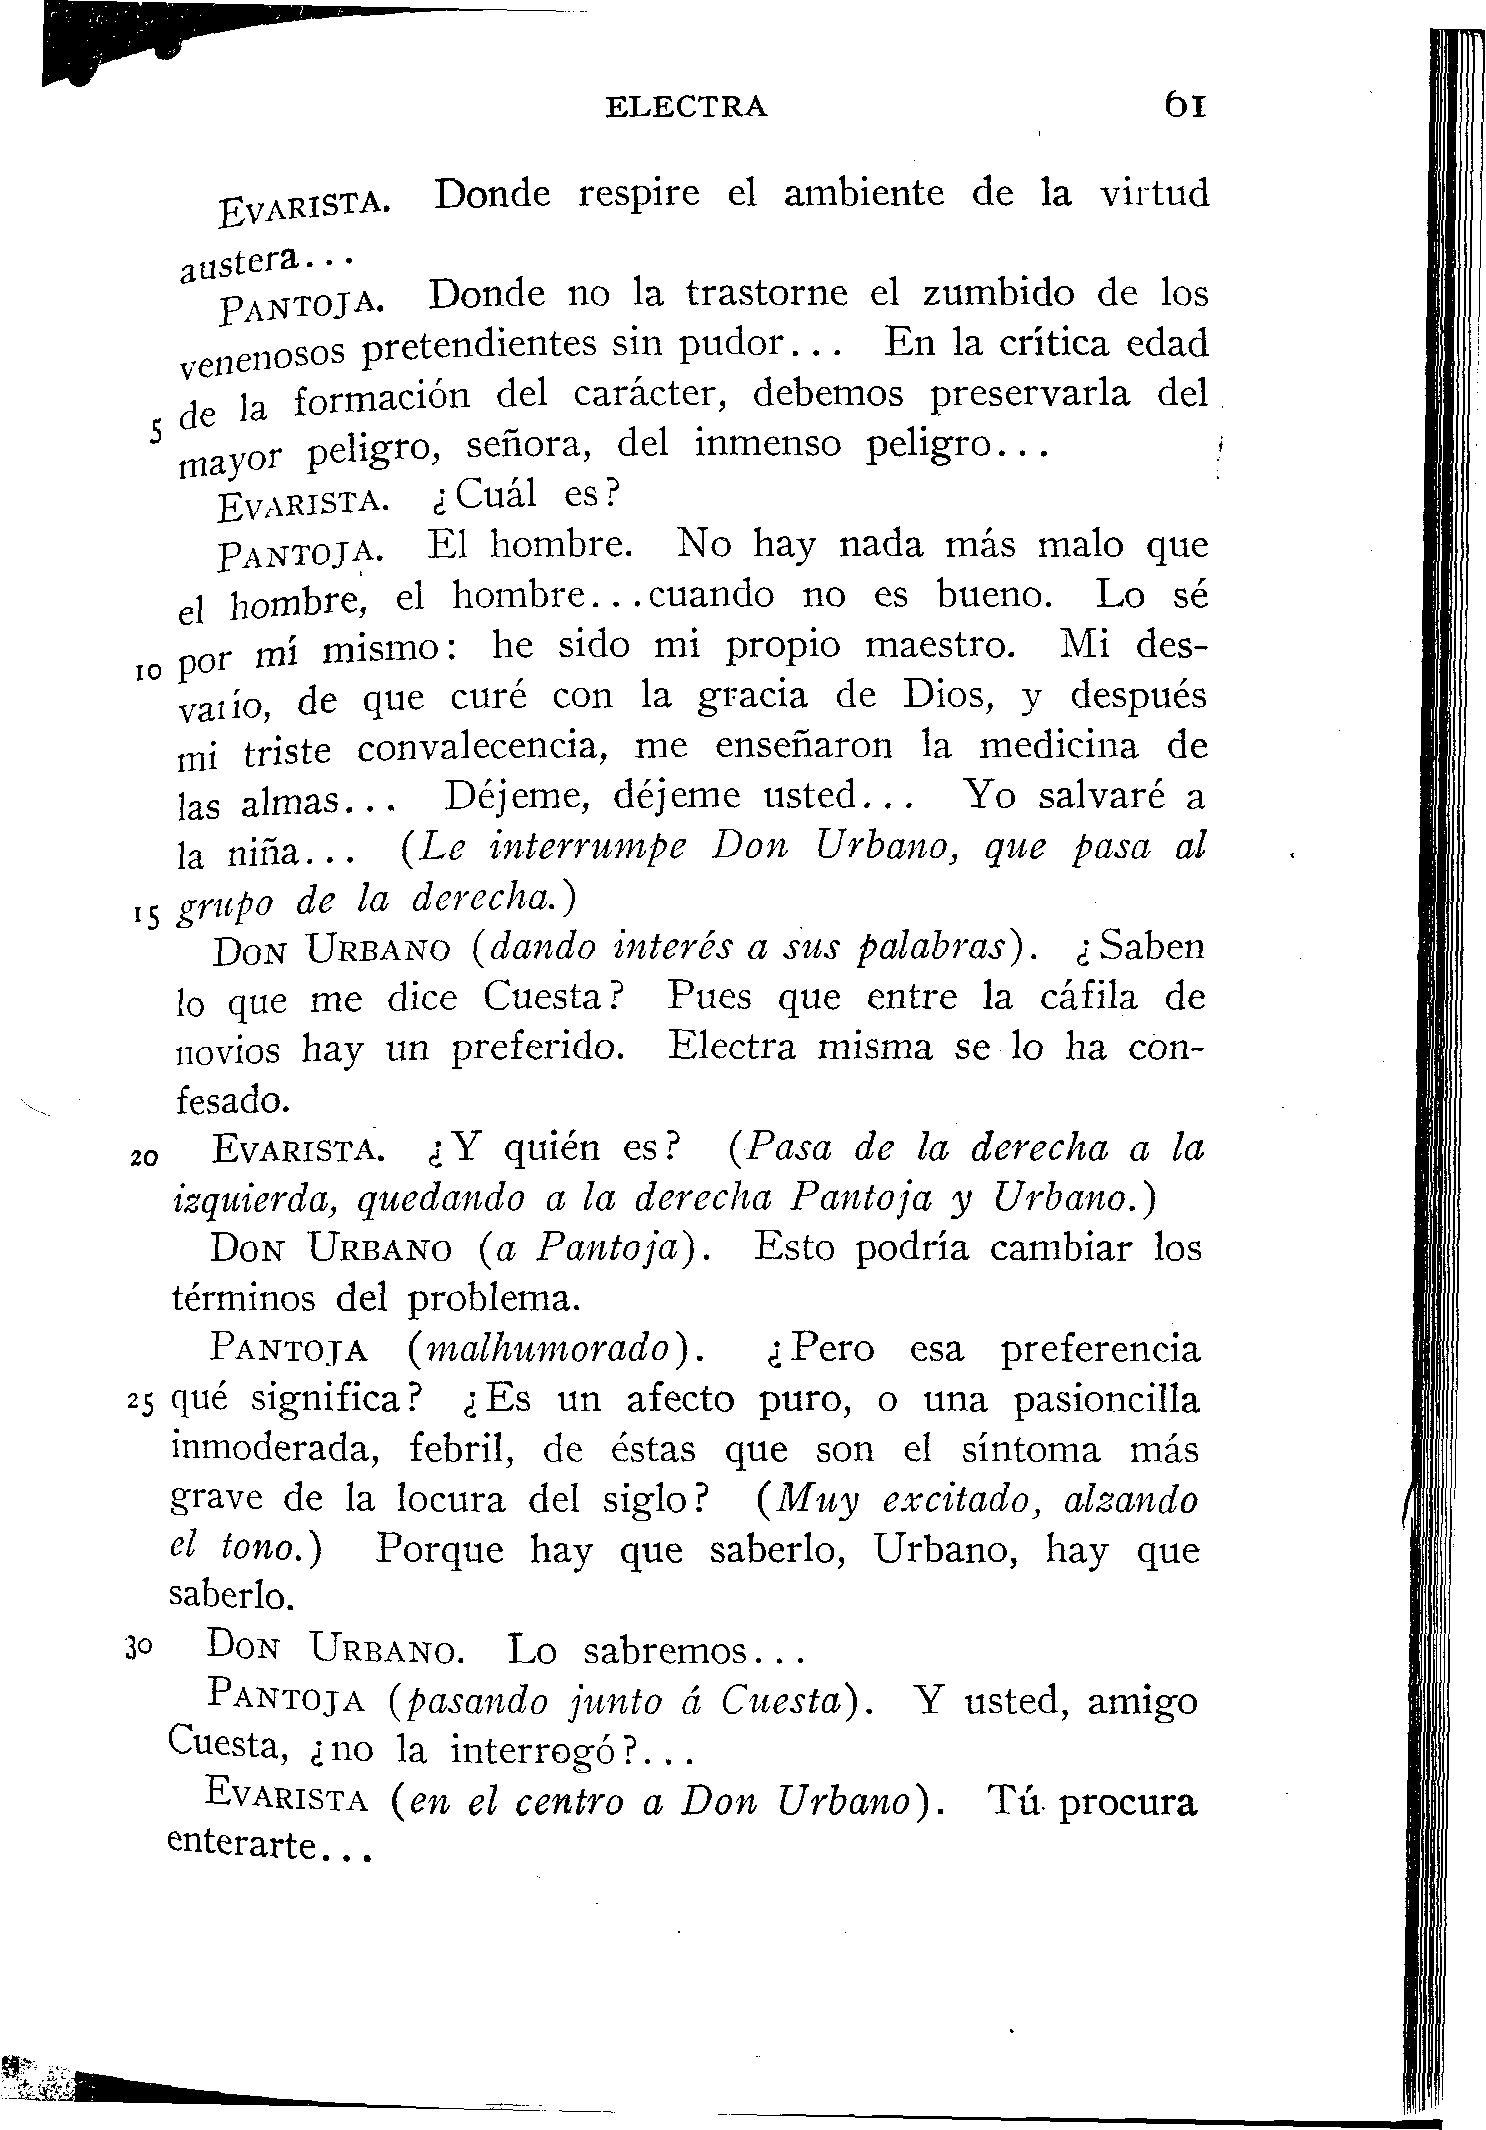 ELECTRA 61
EVARISTA. Donde respire el ambiente de la virtud
austera...
PANTOJA. Donde no la trastorne el zumbido de los
venenosos pretendientes sin pudor... En la crítica edad
5 de la formación del carácter, debemos preservarla del
mayor peligro, señora, del inmenso peligro...
EVARISTA. ¿Cuál es?
PANTOJA. El hombre. No hay nada más malo que
el hombre, el hombre...cuando no es bueno. Lo sé
10 por mí mismo: he sido mi propio maestro. Mi des-
varío, de que curé con la gracia de Dios, y después
mi triste convalecencia, me enseñaron la medicina de
las almas... Déjeme, déjeme usted... Yo salvaré a
la niña... (Le interrumpe Don Urbano, que pasa al
15 grupo de la derecha.)
DON URBANO (dando interés a sus palabras). ¿Saben
lo que me dice Cuesta? Pues que entre la cáfila de
novios hay un preferido. Electra misma se lo ha con-
fesado.
20 EVARISTA. ¿Y quién es? (Pasa de la derecha a la
izquierda, quedando a la derecha Pantoja y Urbano.)
DON URBANO (a Pantoja). Esto podría cambiar los
términos del problema.
PANTOJA (malhumorado). ¿Pero esa preferencia
25 qué significa? ¿Es un afecto puro, o una pasioncilla
inmoderada, febril, de éstas que son el síntoma más
grave de la locura del siglo? (Muy excitado, alzando
el tono.) Porque hay que saberlo, Urbano, hay que
saberlo.
30 DON URBANO. Lo sabremos...
PANTOJA (pasando junto á Cuesta). Y usted, amigo
Cuesta, ¿no la interrogó?...
EVARISTA (en el centro a Don Urbano). Tú procura
enterarte...